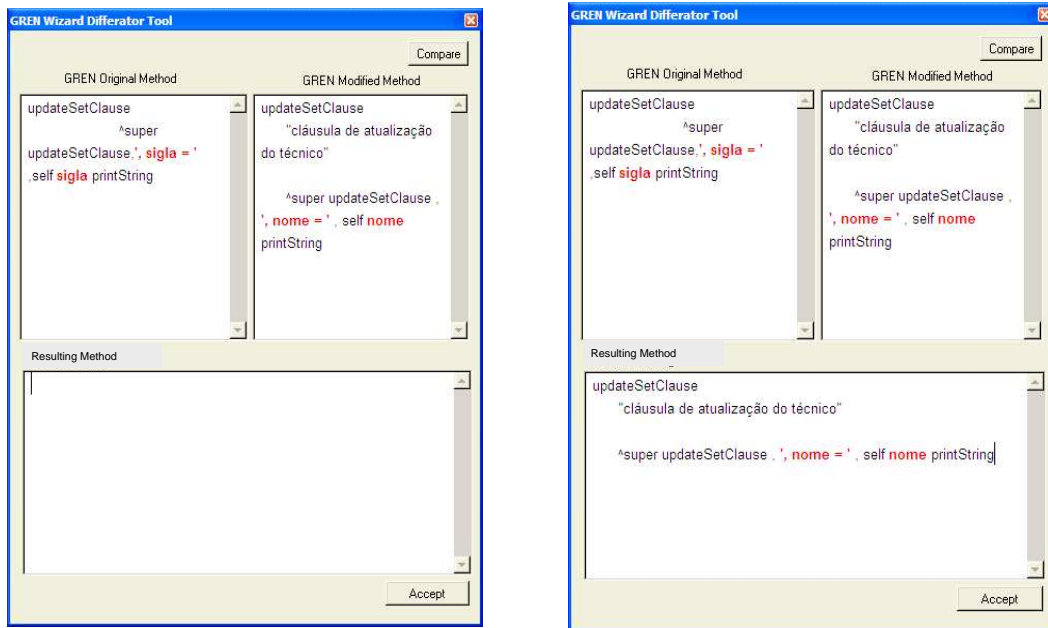 GREN Wizard Differator Tool
Compare
GREN Original Method
GREN Modified Method
updateSetClause
^super
updateSetClause,', sigla = '
,self sigla printString
updateSetClause
"cláusula de atualização
do técnico"
^super updateSetClause ,
', nome = ' , self nome
printString
Resulting Method
Accept
GREN Wizard Differator Tool
Compare
GREN Original Method
GREN Modified Method
updateSetClause
^super
updateSetClause,', sigla = '
,self sigla printString
updateSetClause
"cláusula de atualização
do técnico"
^super updateSetClause ,
', nome = ' , self nome
printString
Resulting Method
updateSetClause
"cláusula de atualização do técnico"
^super updateSetClause , ', nome = ' , self nome printString
Accept